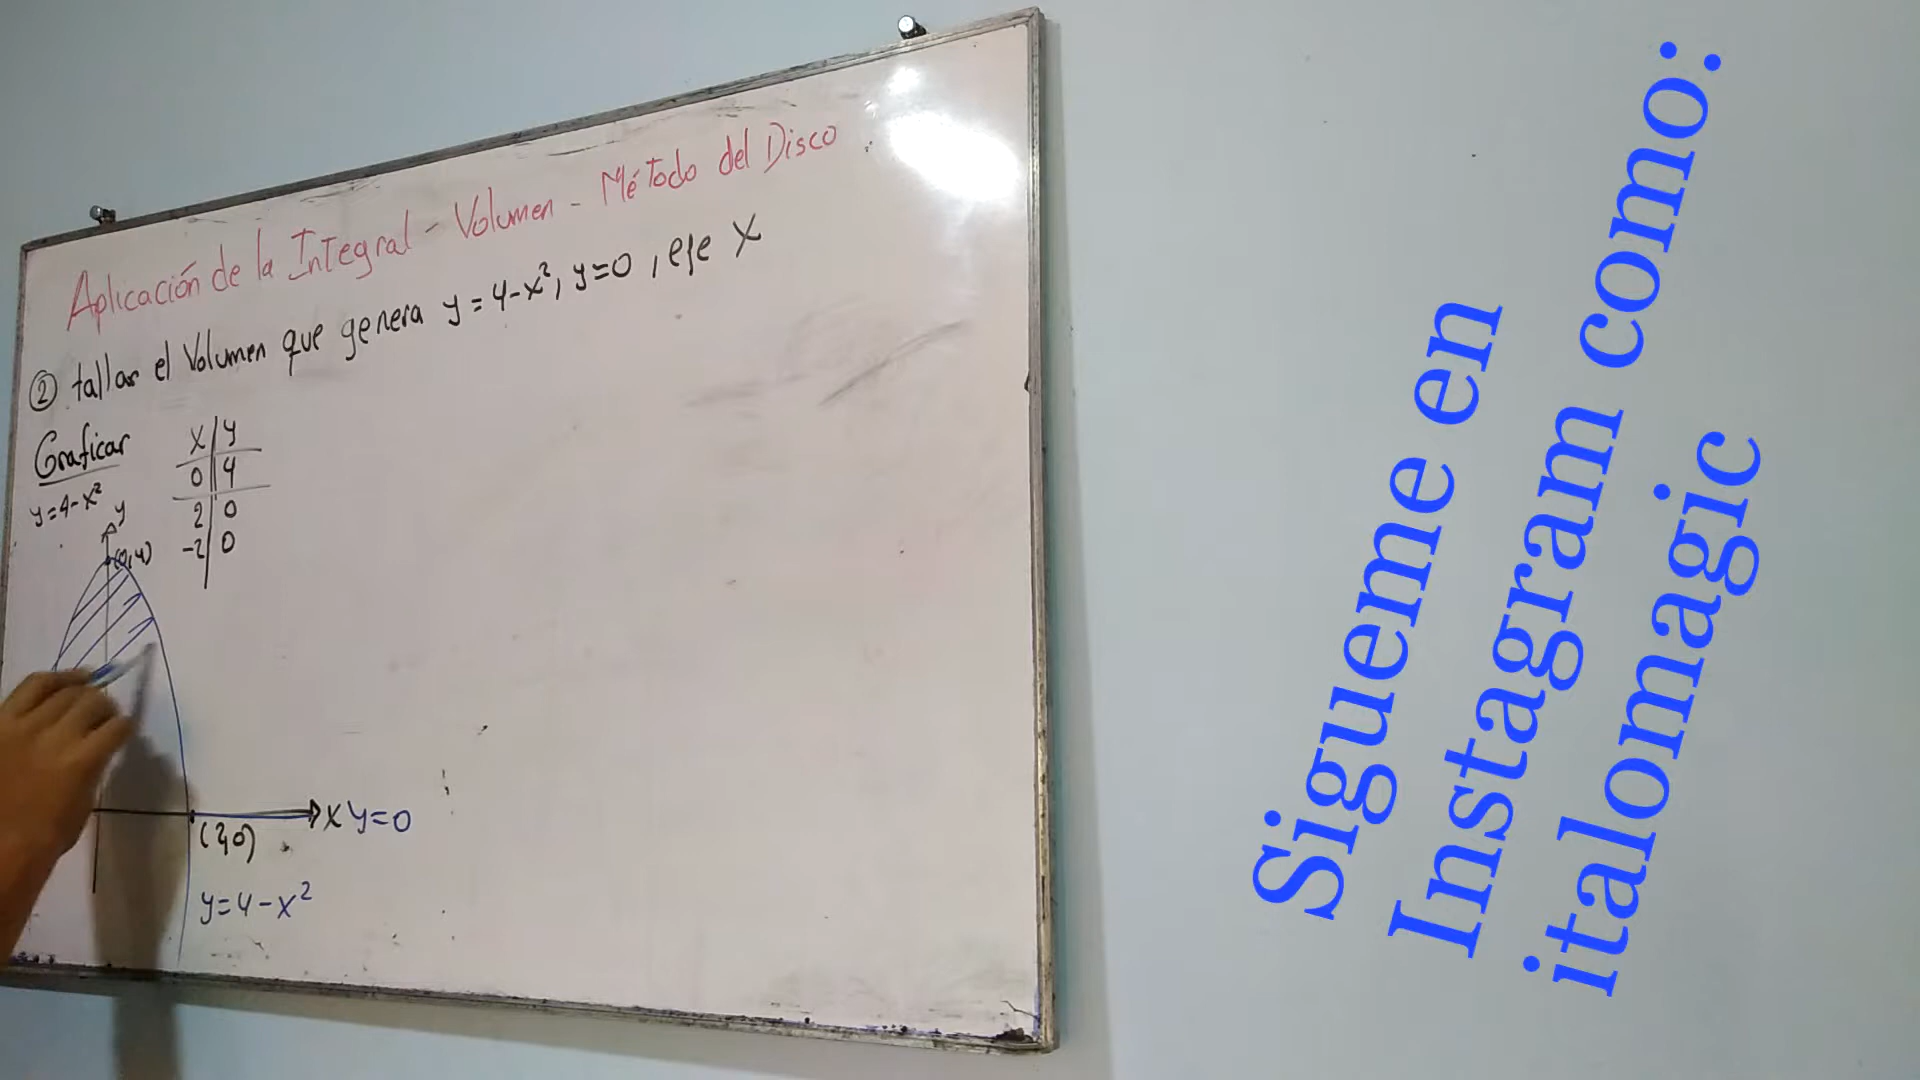 Aplicación de la Integral - Volumen - Método del Disco
② tallar el Volumen que genera y = 4-x², y=0, eje X
Graficar
y=4-x²
x | y
0 | 4
2 | 0
-2 | 0
y
(0,4)
x y=0
(2,0)
y=4-x²
Sigueme en
Instagram como:
italomagic